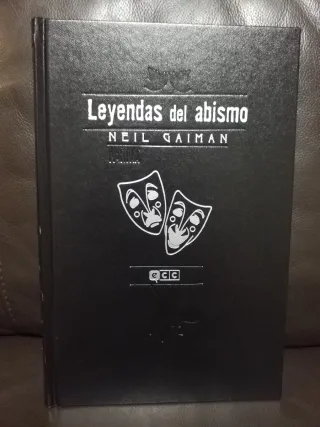 Leyendas del abismo
NEIL GAIMAN
ecc